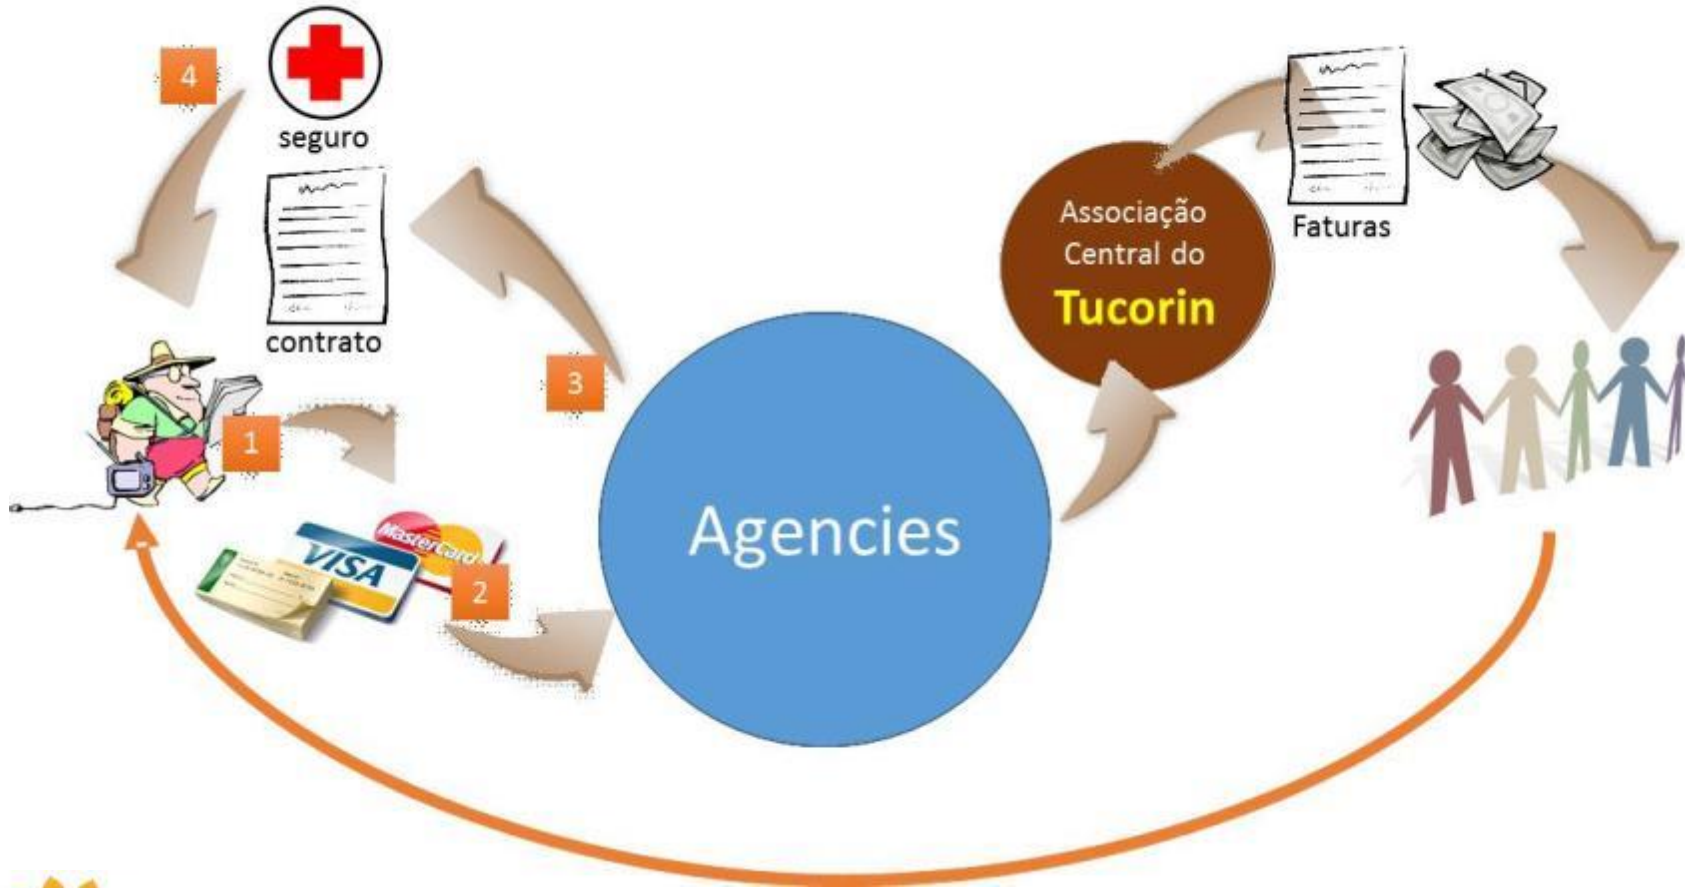 4
seguro
contrato
1
MasterCard
VISA
2
3
Agencies
Associação
Central do
Tucorin
Faturas